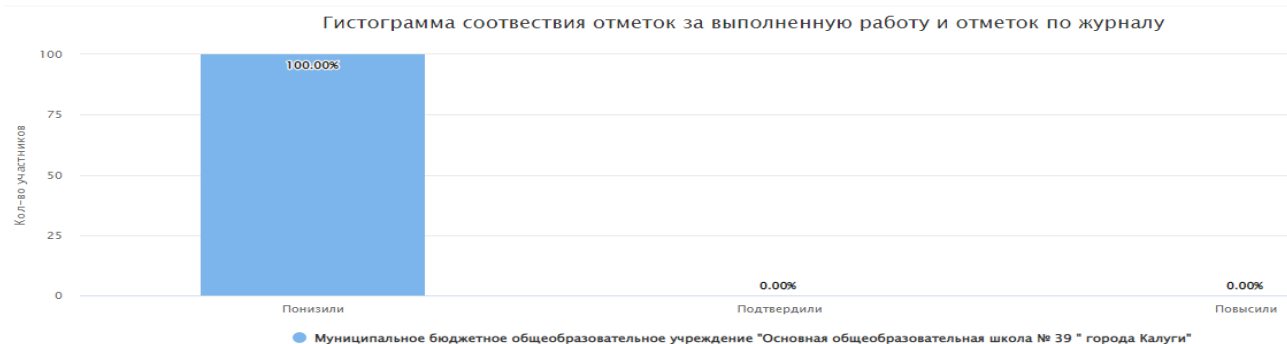 Гистограмма соотвествия отметок за выполненную работу и отметок по журналу
100
100.00%
75
Кол-во участников
50
25
0.00%
0.00%
0
Понизили
Подтвердили
Повысили
Муниципальное бюджетное общеобразовательное учреждение "Основная общеобразовательная школа № 39 " города Калуги"